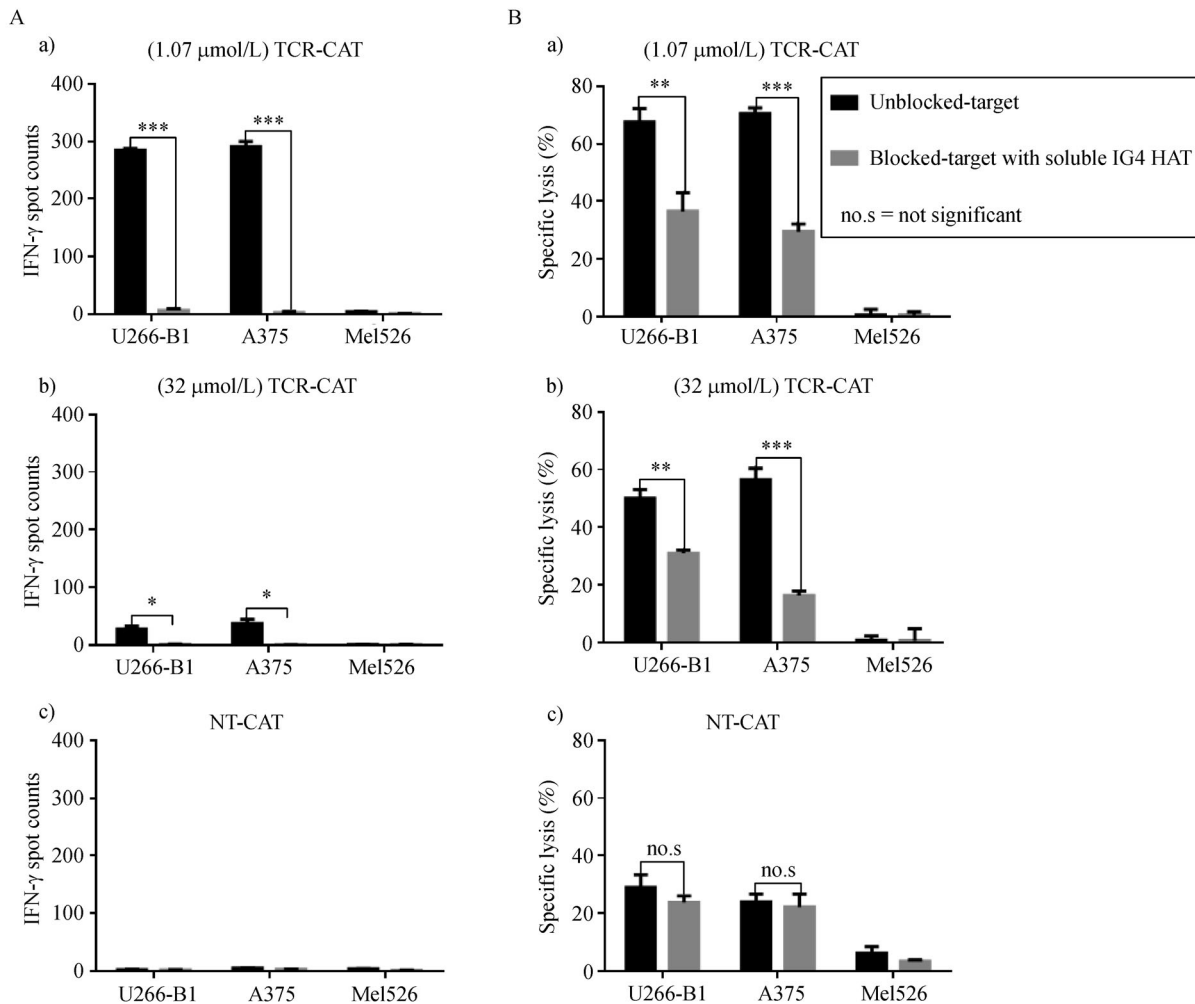 A
a)
(1.07 μmol/L) TCR-CAT
IFN-γ spot counts
400
300
200
100
0
***
***
U266-B1
A375
Mel526
b)
(32 μmol/L) TCR-CAT
IFN-γ spot counts
400
300
200
100
0
*
*
U266-B1
A375
Mel526
c)
NT-CAT
IFN-γ spot counts
400
300
200
100
0
U266-B1
A375
Mel526
B
a)
(1.07 μmol/L) TCR-CAT
Specific lysis (%)
80
60
40
20
0
**
***
U266-B1
A375
Mel526
Unblocked-target
Blocked-target with soluble IG4 HAT
no.s = not significant
b)
(32 μmol/L) TCR-CAT
Specific lysis (%)
80
60
40
20
0
**
***
U266-B1
A375
Mel526
c)
NT-CAT
Specific lysis (%)
80
60
40
20
0
no.s
no.s
U266-B1
A375
Mel526